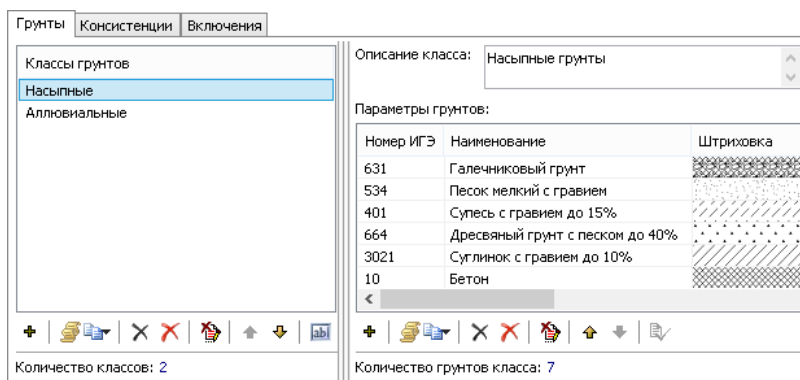 Грунты Консистенции Включения
Классы грунтов
Насыпные
Аллювиальные
ab
Количество классов: 2
Описание класса: Насыпные грунты
Параметры грунтов:
Номер ИГЭ Наименование Штриховка
631 Галечниковый грунт
534 Песок мелкий с гравием
401 Супесь с гравием до 15%
664 Дресвяный грунт с песком до 40%
3021 Суглинок с гравием до 10%
10 Бетон
Количество грунтов класса: 7